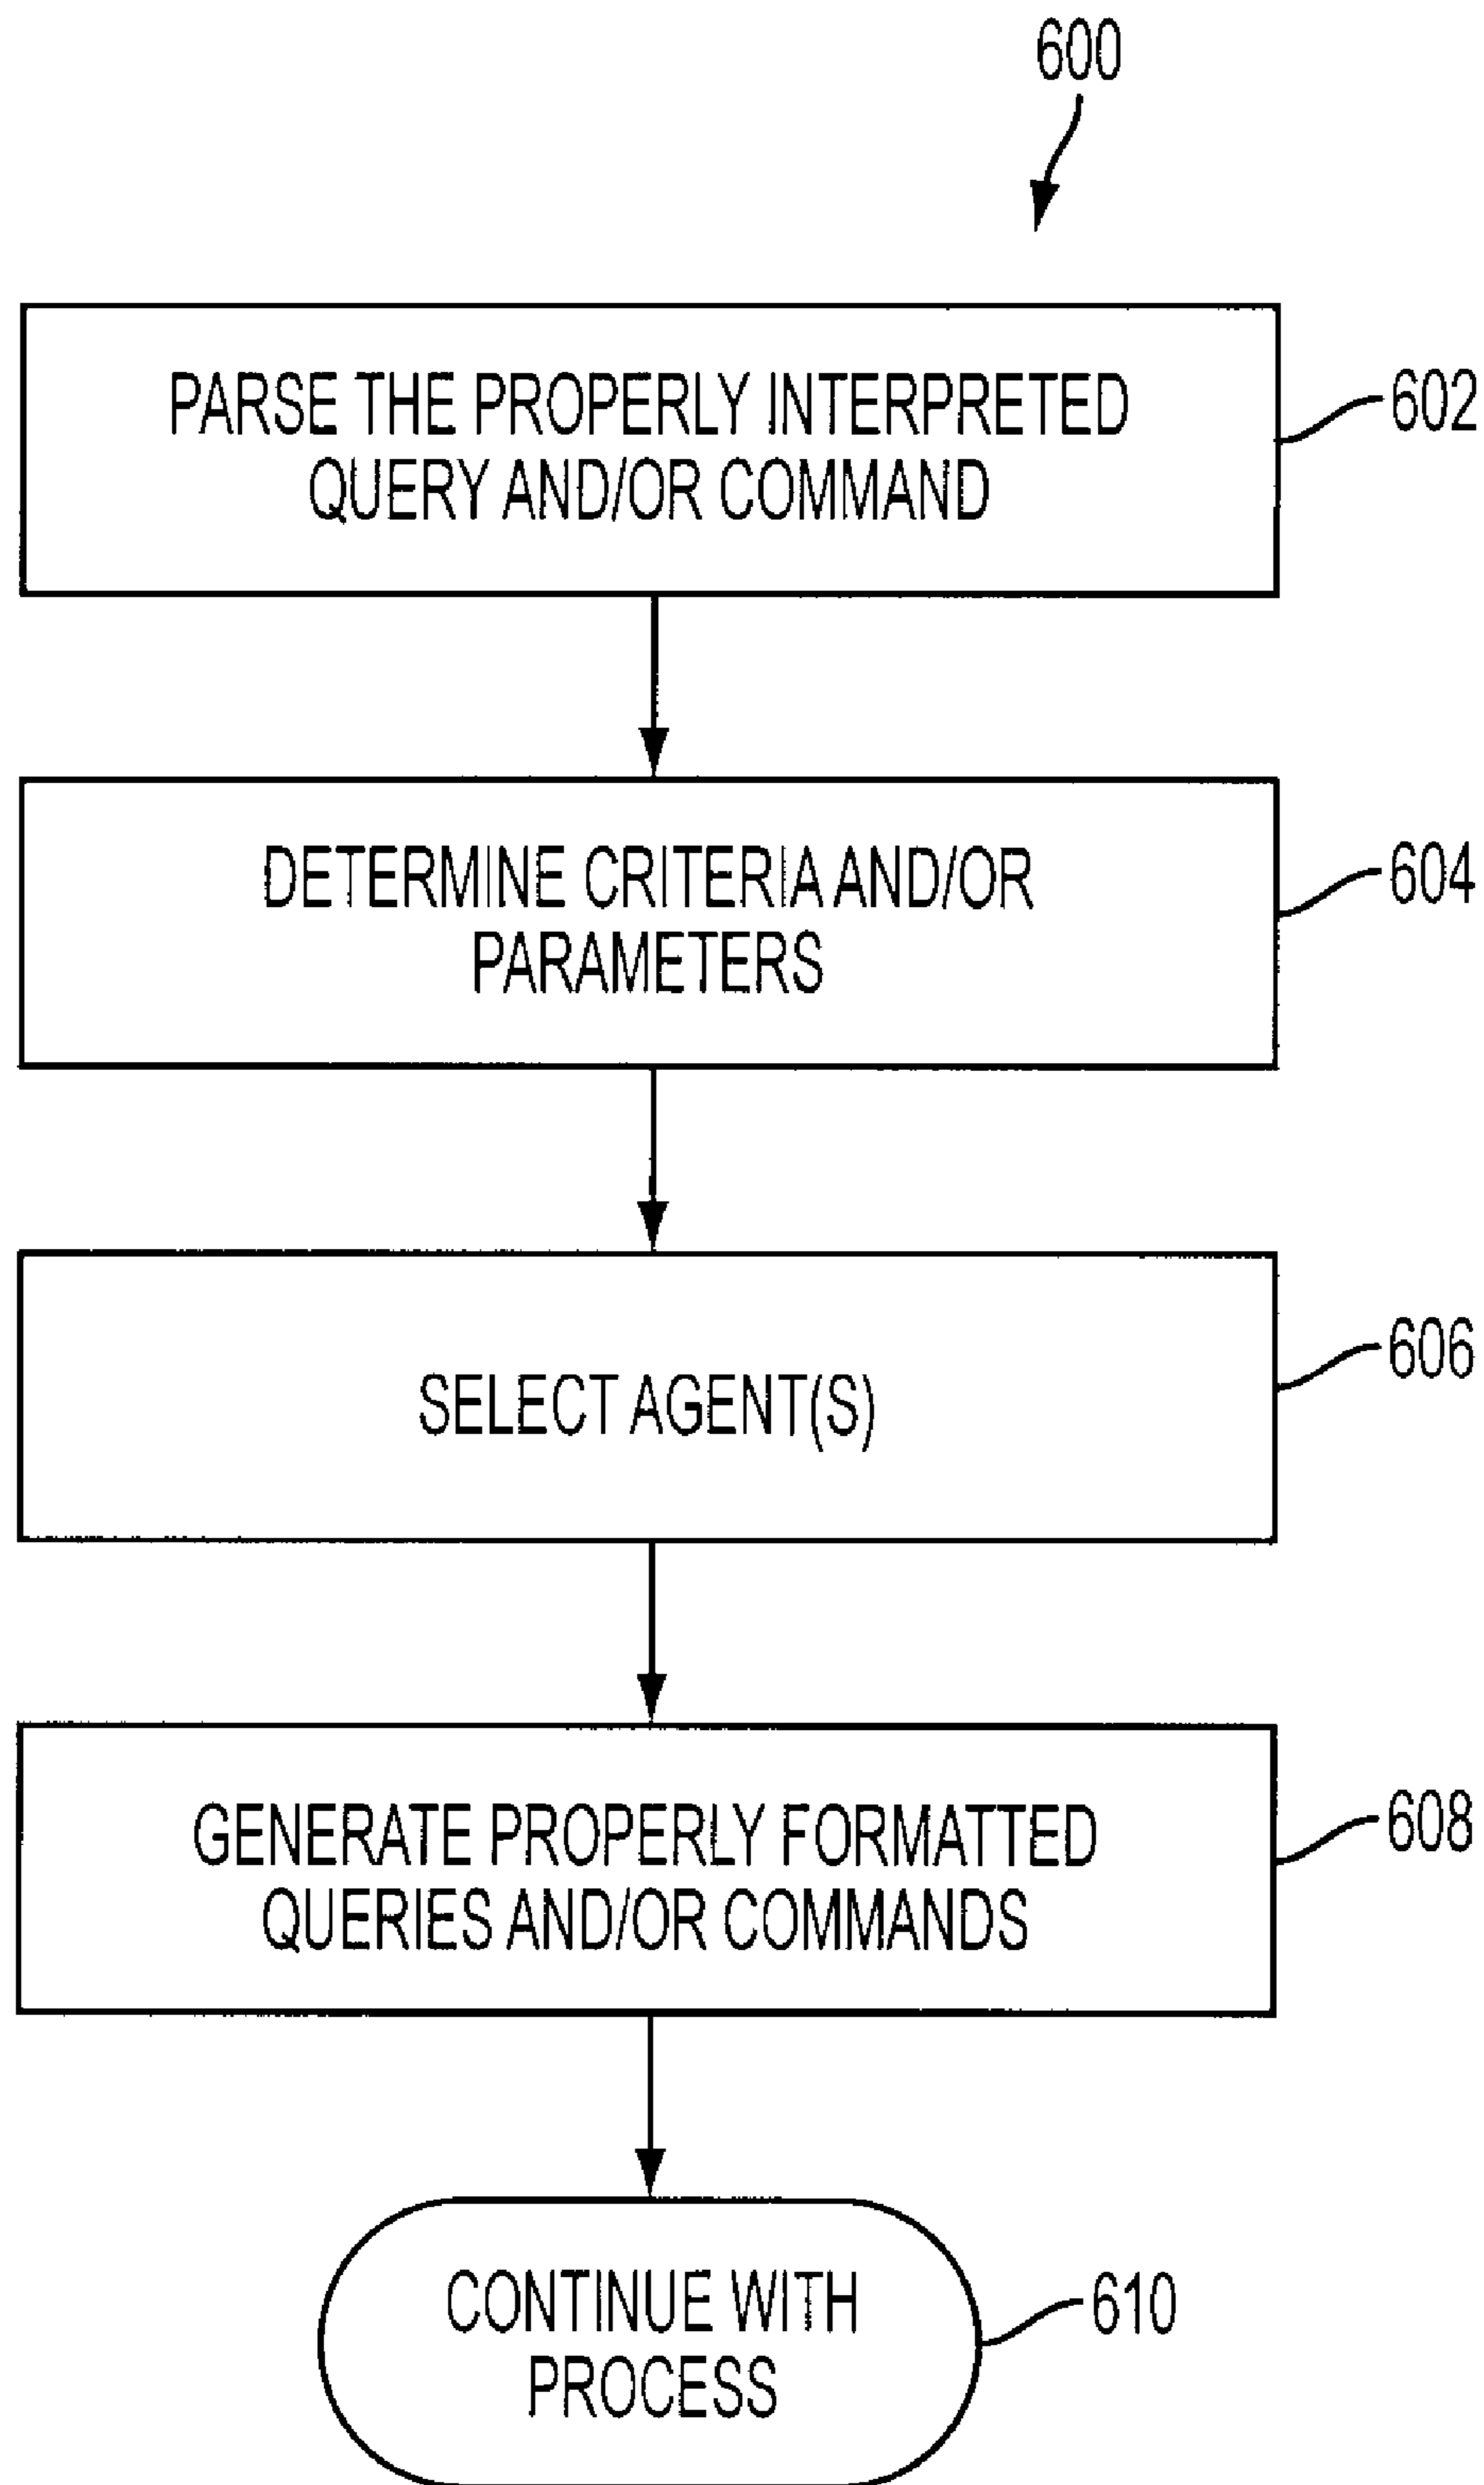 600
PARSE THE PROPERLY INTERPRETED
QUERY AND/OR COMMAND
602
DETERMINE CRITERIA AND/OR
PARAMETERS
604
SELECT AGENT(S)
606
GENERATE PROPERLY FORMATTED
QUERIES AND/OR COMMANDS
608
CONTINUE WITH
PROCESS
610